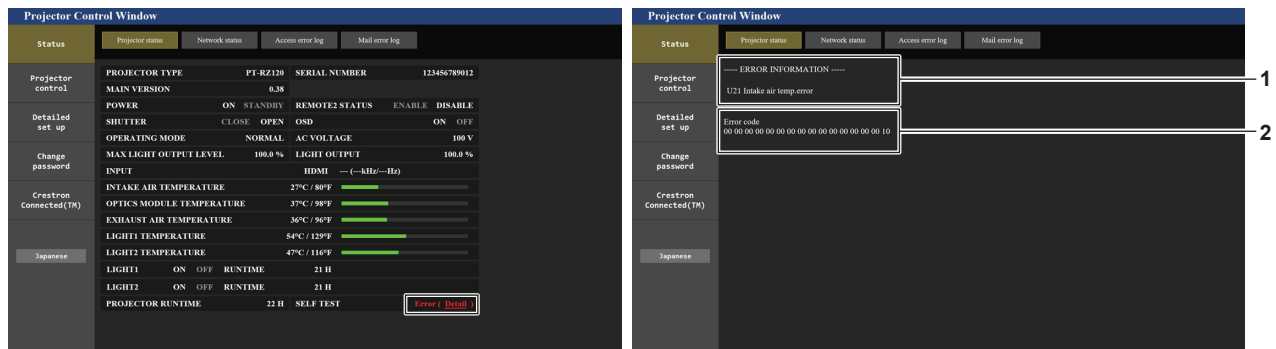 Projector Control Window
Status
Projector control
Detailed set up
Change password
Crestron Connected(TM)
Japanese
Projector status Network status Access error log Mail error log
PROJECTOR TYPE PT-RZ120 SERIAL NUMBER 123456789012
MAIN VERSION 0.38
POWER ON STANDBY REMOTE2 STATUS ENABLE DISABLE
SHUTTER CLOSE OPEN OSD ON OFF
OPERATING MODE NORMAL AC VOLTAGE 100 V
MAX LIGHT OUTPUT LEVEL 100.0 % LIGHT OUTPUT 100.0 %
INPUT HDMI --- (---kHz/---Hz)
INTAKE AIR TEMPERATURE 27°C / 80°F
OPTICS MODULE TEMPERATURE 37°C / 98°F
EXHAUST AIR TEMPERATURE 36°C / 96°F
LIGHT1 TEMPERATURE 54°C / 129°F
LIGHT2 TEMPERATURE 47°C / 116°F
LIGHT1 ON OFF RUNTIME 21 H
LIGHT2 ON OFF RUNTIME 21 H
PROJECTOR RUNTIME 22 H SELF TEST Error ( Detail )
Projector Control Window
Status
Projector control
Detailed set up
Change password
Crestron Connected(TM)
Japanese
Projector status Network status Access error log Mail error log
----- ERROR INFORMATION -----
U21 Intake air temp.error
1
Error code
00 00 00 00 00 00 00 00 00 00 00 00 00 00 00 10
2